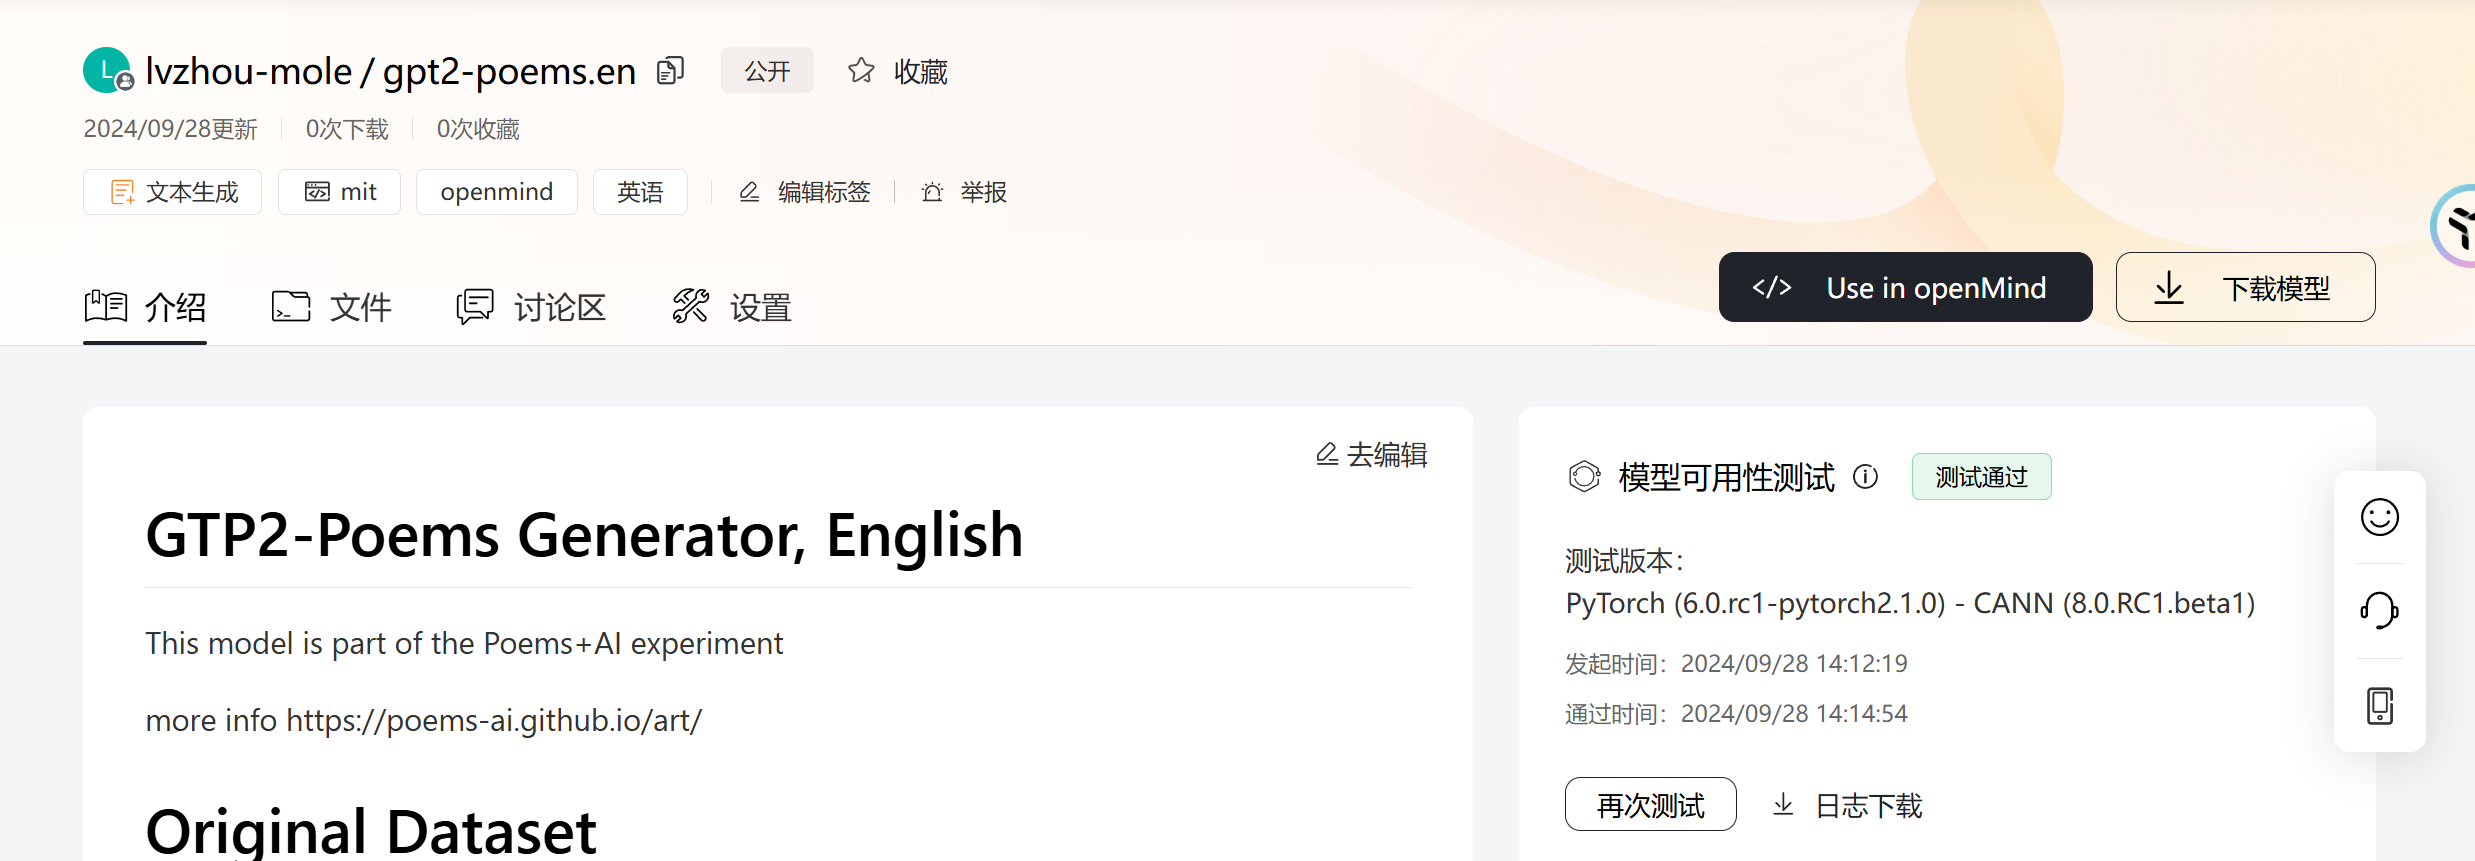 L lvzhou-mole / gpt2-poems.en 公开 收藏
2024/09/28更新 0次下载 0次收藏
文本生成 mit openmind 英语 编辑标签 举报
介绍 文件 讨论区 设置
</> Use in openMind 下载模型
去编辑
GTP2-Poems Generator, English
This model is part of the Poems+AI experiment
more info https://poems-ai.github.io/art/
Original Dataset
模型可用性测试 测试通过
测试版本：
PyTorch (6.0.rc1-pytorch2.1.0) - CANN (8.0.RC1.beta1)
发起时间：2024/09/28 14:12:19
通过时间：2024/09/28 14:14:54
再次测试 日志下载